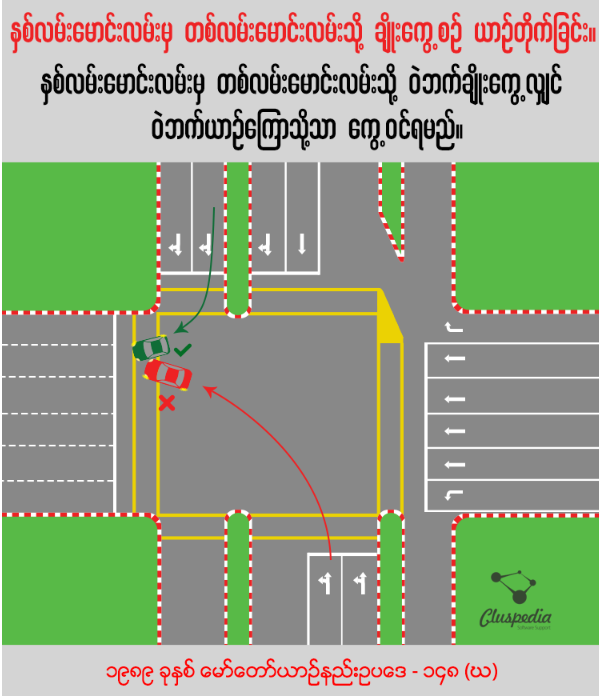 နှစ်လမ်းမောင်းလမ်းမှ တစ်လမ်းမောင်းလမ်းသို့ ချိုးကွေ့စဉ် ယာဉ်တိုက်ခြင်း။
နှစ်လမ်းမောင်းလမ်းမှ တစ်လမ်းမောင်းလမ်းသို့ ဝဲဘက်ချိုးကွေ့လျှင်
ဝဲဘက်ယာဉ်ကြောသို့သာ ကွေ့ဝင်ရမည်။
Cluspedia
Software Support
၁၉၈၉ ခုနှစ် မော်တော်ယာဉ်နည်းဥပဒေ - ၁၄၈ (ဃ)